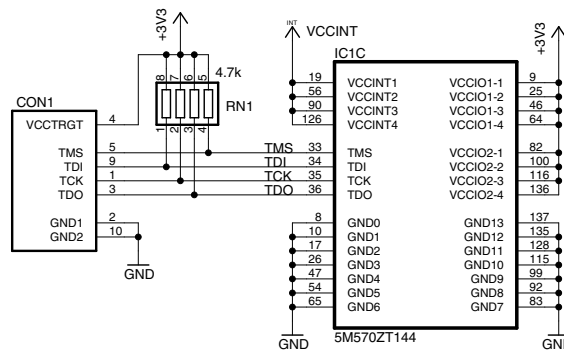 +3V3
INT VCCINT
+3V3
4.7k
IC1C
8 7 6 5
RN1
1 2 3 4
CON1
VCCTRGT 4
TMS 5
TDI 9
TCK 1
TDO 3
GND1 2
GND2 10
GND
TMS
TDI
TCK
TDO
19 VCCINT1 VCCIO1-1 9
56 VCCINT2 VCCIO1-2 25
90 VCCINT3 VCCIO1-3 46
126 VCCINT4 VCCIO1-4 64
33 TMS VCCIO2-1 82
34 TDI VCCIO2-2 100
35 TCK VCCIO2-3 116
36 TDO VCCIO2-4 136
8 GND0 GND13 137
10 GND1 GND12 135
17 GND2 GND11 128
26 GND3 GND10 115
47 GND4 GND9 99
54 GND5 GND8 92
65 GND6 GND7 83
GND
5M570ZT144
GND